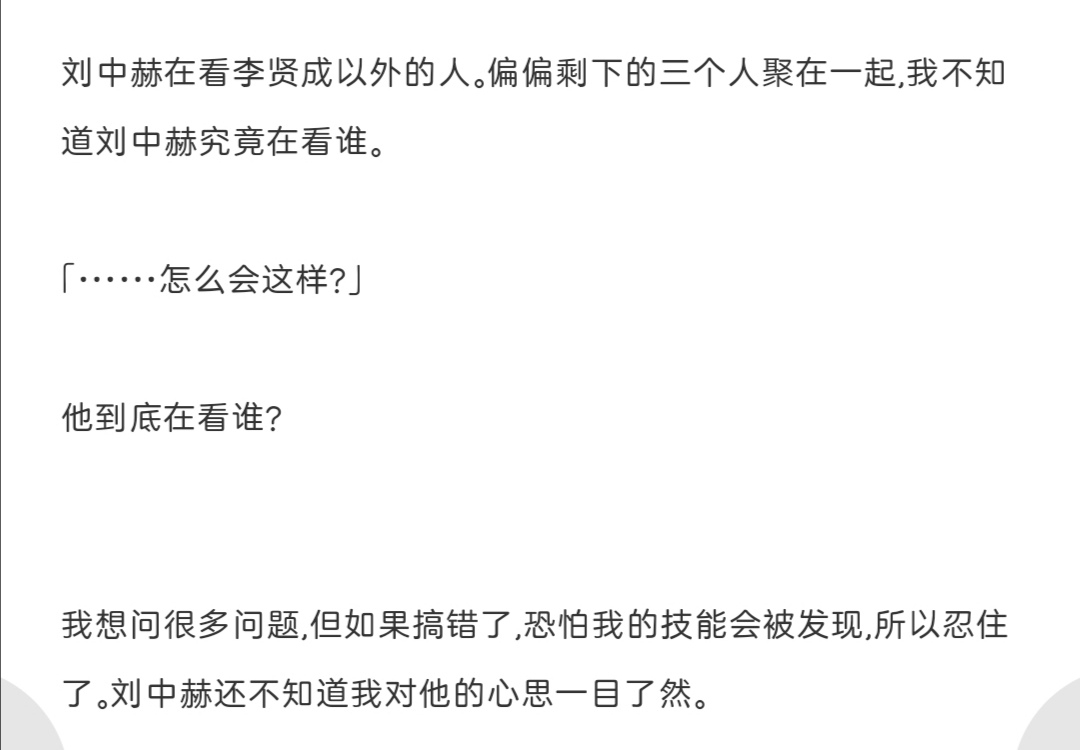 刘中赫在看李贤成以外的人。偏偏剩下的三个人聚在一起,我不知
道刘中赫究竟在看谁。
「……怎么会这样?」
他到底在看谁?
我想问很多问题,但如果搞错了,恐怕我的技能会被发现,所以忍住
了。刘中赫还不知道我对他的心思一目了然。